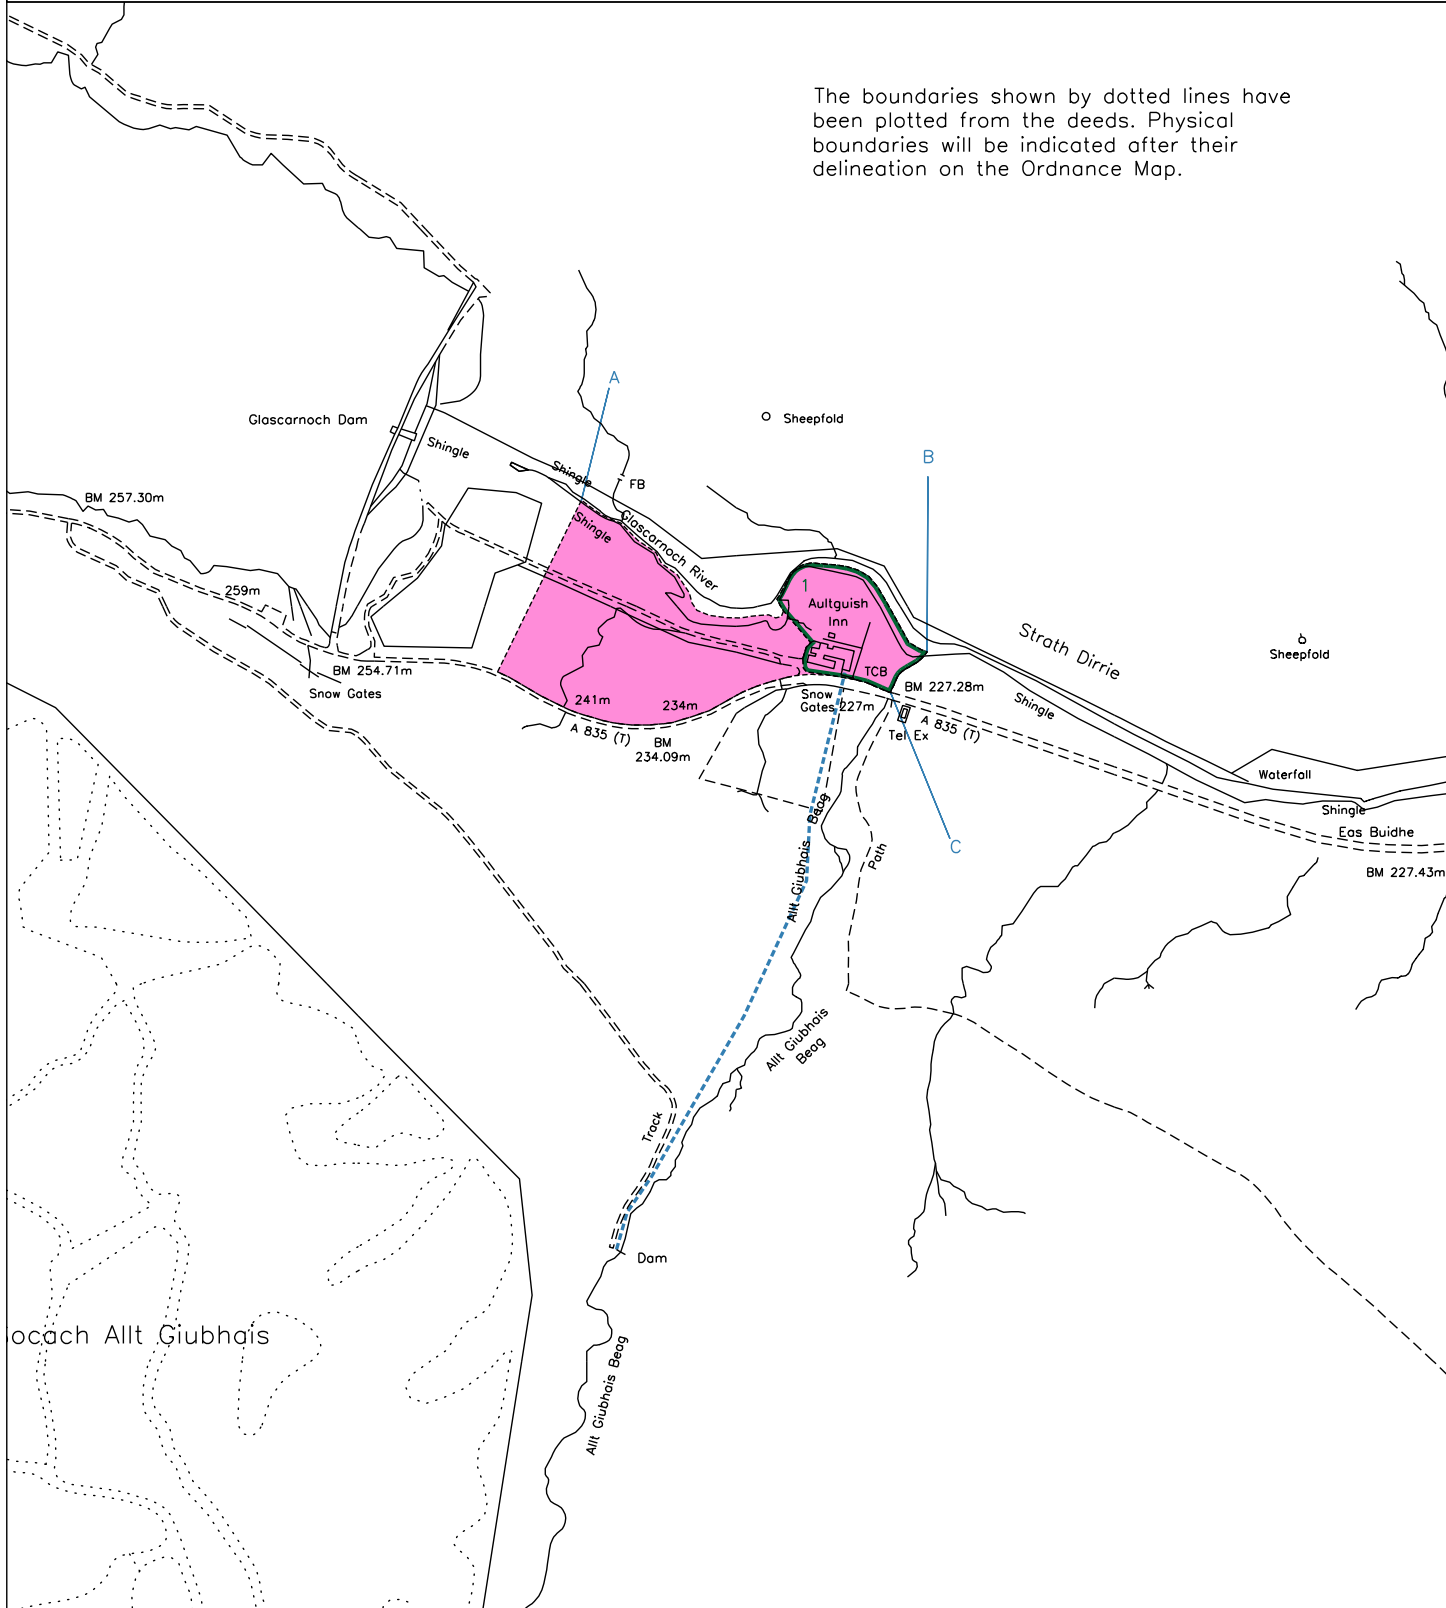 The boundaries shown by dotted lines have
been plotted from the deeds. Physical
boundaries will be indicated after their
delineation on the Ordnance Map.
A
Glascarnoch Dam
Sheepfold
Shingle
B
Shingle
FB
BM 257.30m
Shingle
Glascarnoch River
1
Aultguish
Inn
259m
Strath Dirrie
Sheepfold
BM 254.71m
TCB
BM 227.28m
Snow Gates
241m
234m
Snow
Gates
227m
Shingle
A 835 (T)
A 835 (T)
Tel Ex
BM
234.09m
Waterfall
Shingle
Eas Buidhe
C
Path
BM 227.43m
Allt Giubhais
Beag
Allt Giubhais
Beag
Track
Dam
ocach Allt Giubhais
Allt Giubhais Beag